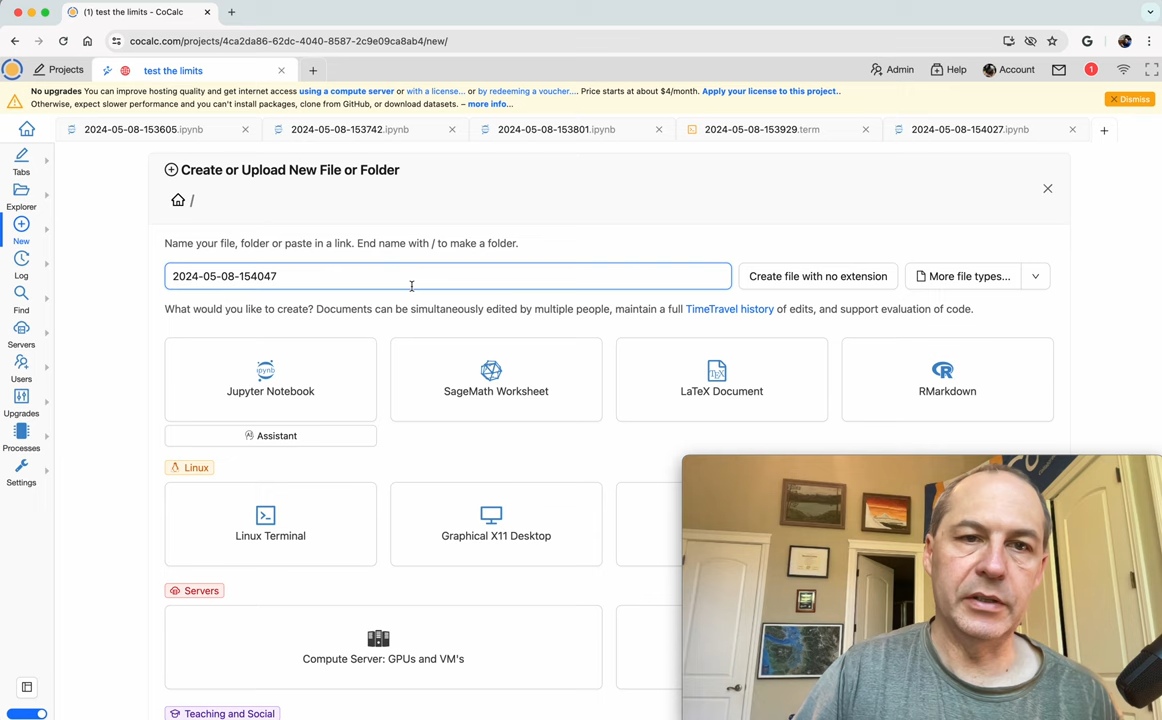 (1) test the limits - CoCalc
cocalc.com/projects/4ca2da86-62dc-4040-8587-2c9e09ca8ab4/new/
Projects
test the limits
Admin
Help
Account
1
No upgrades You can improve hosting quality and get internet access using a compute server or with a license... or by redeeming a voucher.... Price starts at about $4/month. Apply your license to this project..
Otherwise, expect slower performance and you can't install packages, clone from GitHub, or download datasets. – more info...
Dismiss
2024-05-08-153605.ipynb
2024-05-08-153742.ipynb
2024-05-08-153801.ipynb
2024-05-08-153929.term
2024-05-08-154027.ipynb
Tabs
Explorer
New
Log
Find
Servers
Users
Upgrades
Processes
Settings
Create or Upload New File or Folder
/
Name your file, folder or paste in a link. End name with / to make a folder.
2024-05-08-154047
Create file with no extension
More file types...
What would you like to create? Documents can be simultaneously edited by multiple people, maintain a full TimeTravel history of edits, and support evaluation of code.
ipynb
Jupyter Notebook
SageMath Worksheet
TEX
LaTeX Document
R
RMarkdown
Assistant
Linux
Linux Terminal
Graphical X11 Desktop
Servers
Compute Server: GPUs and VM's
Teaching and Social